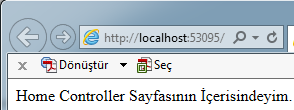 http://localhost:53095/
x Dönüştür Seç
Home Controller Sayfasının İçerisindeyim.